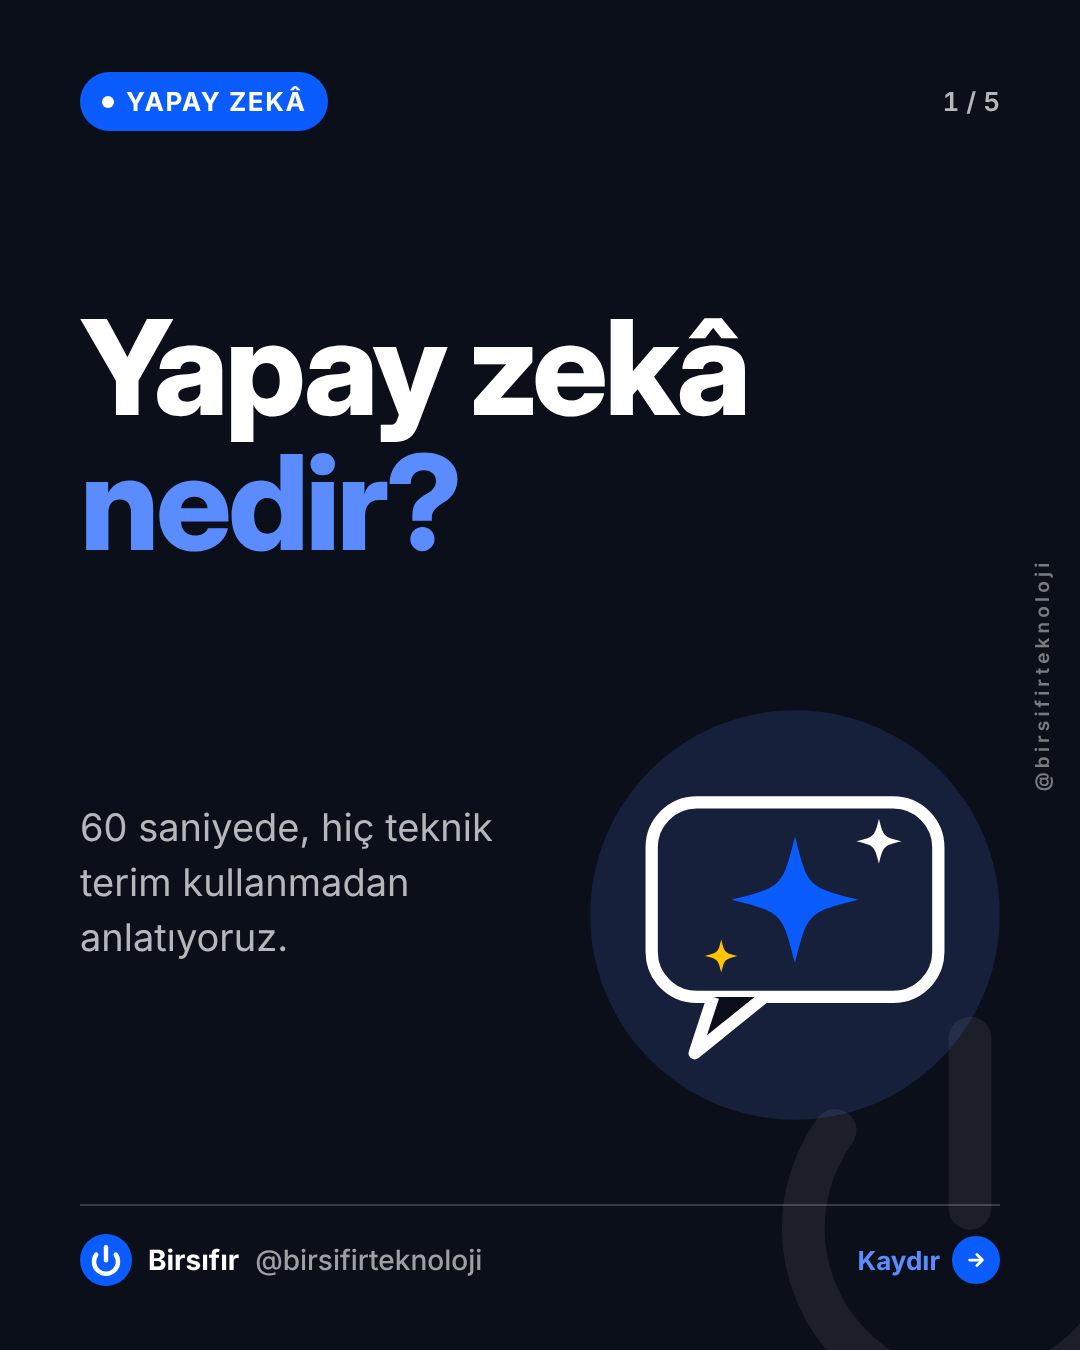 YAPAY ZEKÂ
1 / 5
Yapay zekâ
nedir?
@birsifirteknoloji
60 saniyede, hiç teknik
terim kullanmadan
anlatıyoruz.
Birsıfır @birsifirteknoloji
Kaydır